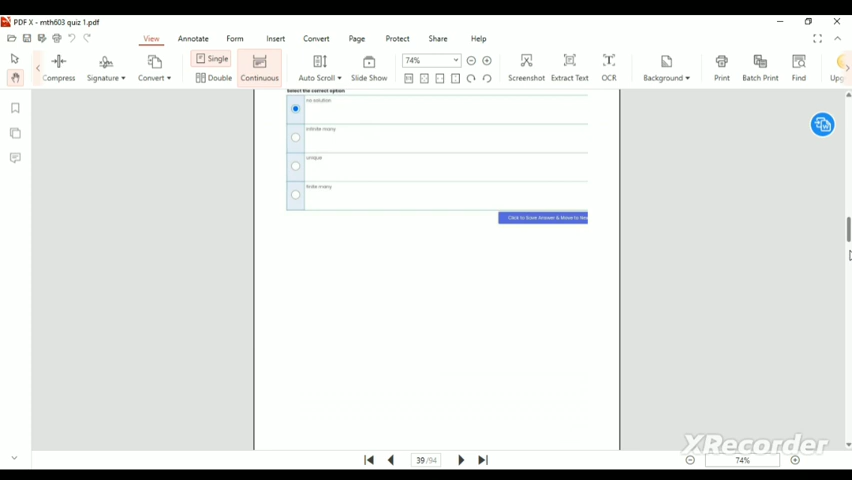 PDF X - mth603 quiz 1.pdf
View
Annotate
Form
Insert
Convert
Page
Protect
Share
Help
Compress
Signature
Convert
Single
Double
Continuous
Auto Scroll
74%
Slide Show
Screenshot
Extract Text
OCR
Background
Print
Batch Print
Find
Upg
Select the correct option
no solution
infinite many
unique
finite many
Click to Save Answer & Move to Nex
XRecorder
39 /94
74%